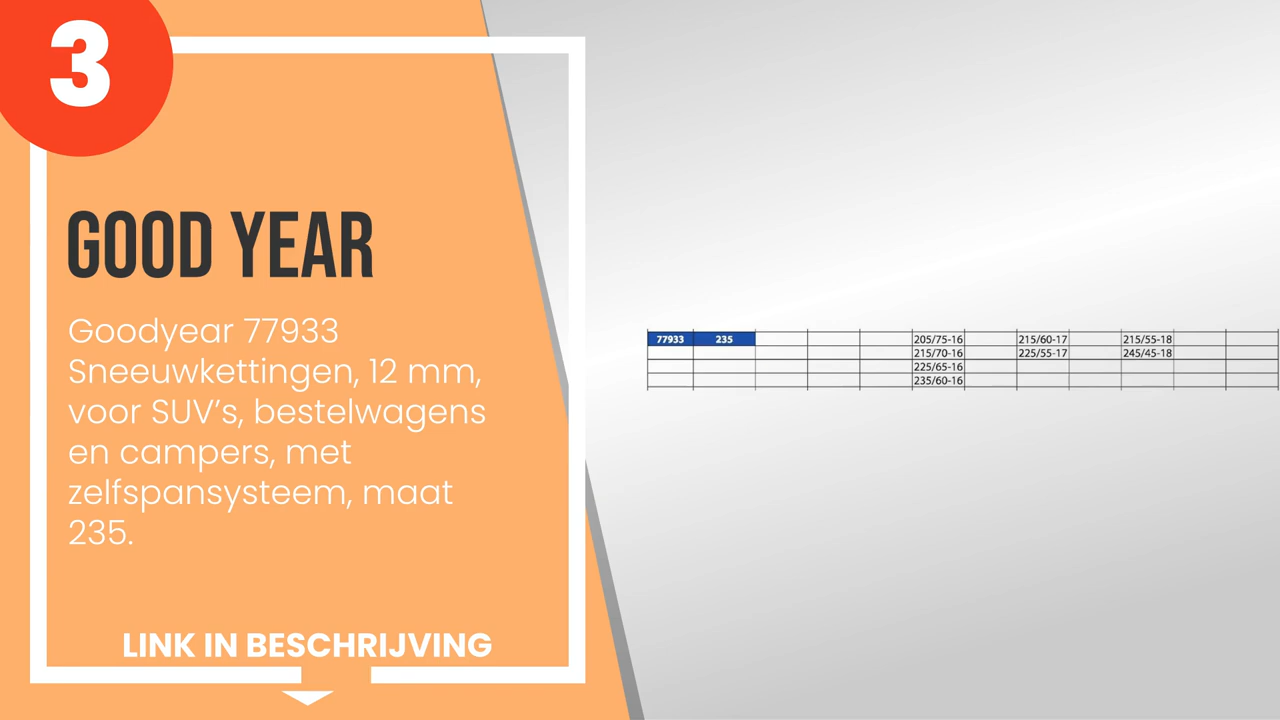 3
GOOD YEAR
Goodyear 77933
Sneeuwkettingen, 12 mm,
voor SUV's, bestelwagens
en campers, met
zelfspansysteem, maat
235.
LINK IN BESCHRIJVING
77933 235 205/75-16 215/60-17 215/55-18
215/70-16 225/55-17 245/45-18
225/65-16
235/60-16